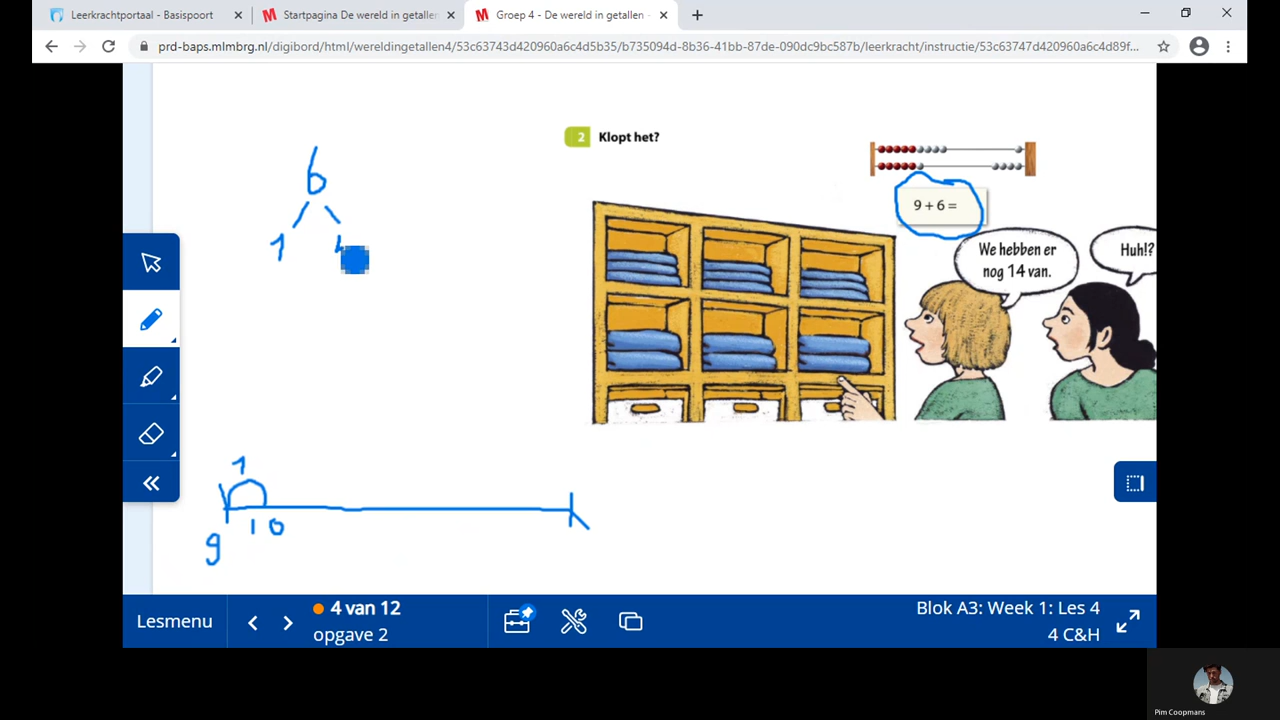 Leerkrachtportaal - Basispoort
Startpagina De wereld in getallen
Groep 4 - De wereld in getallen -
prd-baps.mlmbrg.nl/digibord/html/wereldingetallen4/53c63743d420960a6c4d5b35/b735094d-8b36-41bb-87de-090dc9bc587b/leerkracht/instructie/53c63747d420960a6c4d89f...
2 Klopt het?
6
1
9 + 6 =
We hebben er
nog 14 van.
Huh!?
1
10
9
Lesmenu
4 van 12
opgave 2
Blok A3: Week 1: Les 4
4 C&H
Pim Coopmans